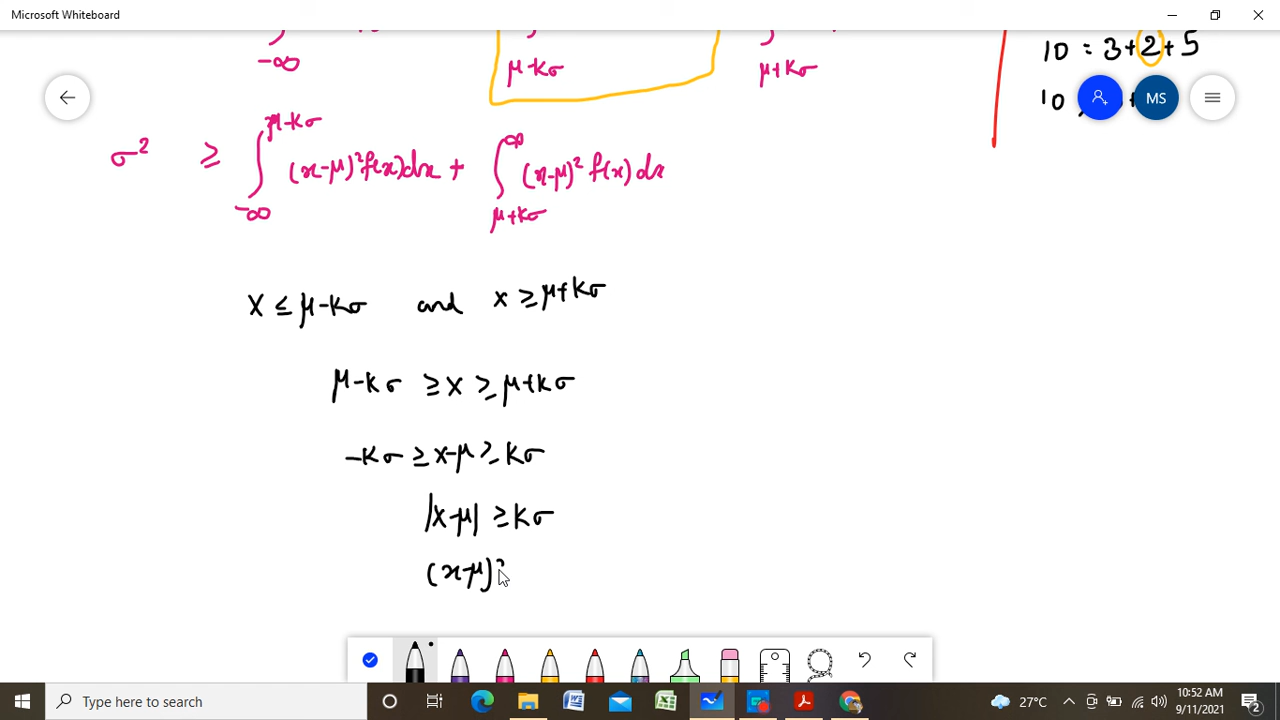 Microsoft Whiteboard
-∞ μ-kσ μ+kσ
10 = 3+2+5
10
MS
σ² ≥ ∫_{-∞}^{μ-kσ} (x-μ)² f(x)dx + ∫_{μ+kσ}^{∞} (x-μ)² f(x) dx
X ≤ μ-kσ and x ≥ μ+kσ
μ-kσ ≥ x ≥ μ+kσ
-kσ ≥ x-μ ≥ kσ
|x-μ| ≥ kσ
(x-μ)²
Type here to search
27°C
10:52 AM
9/11/2021
2